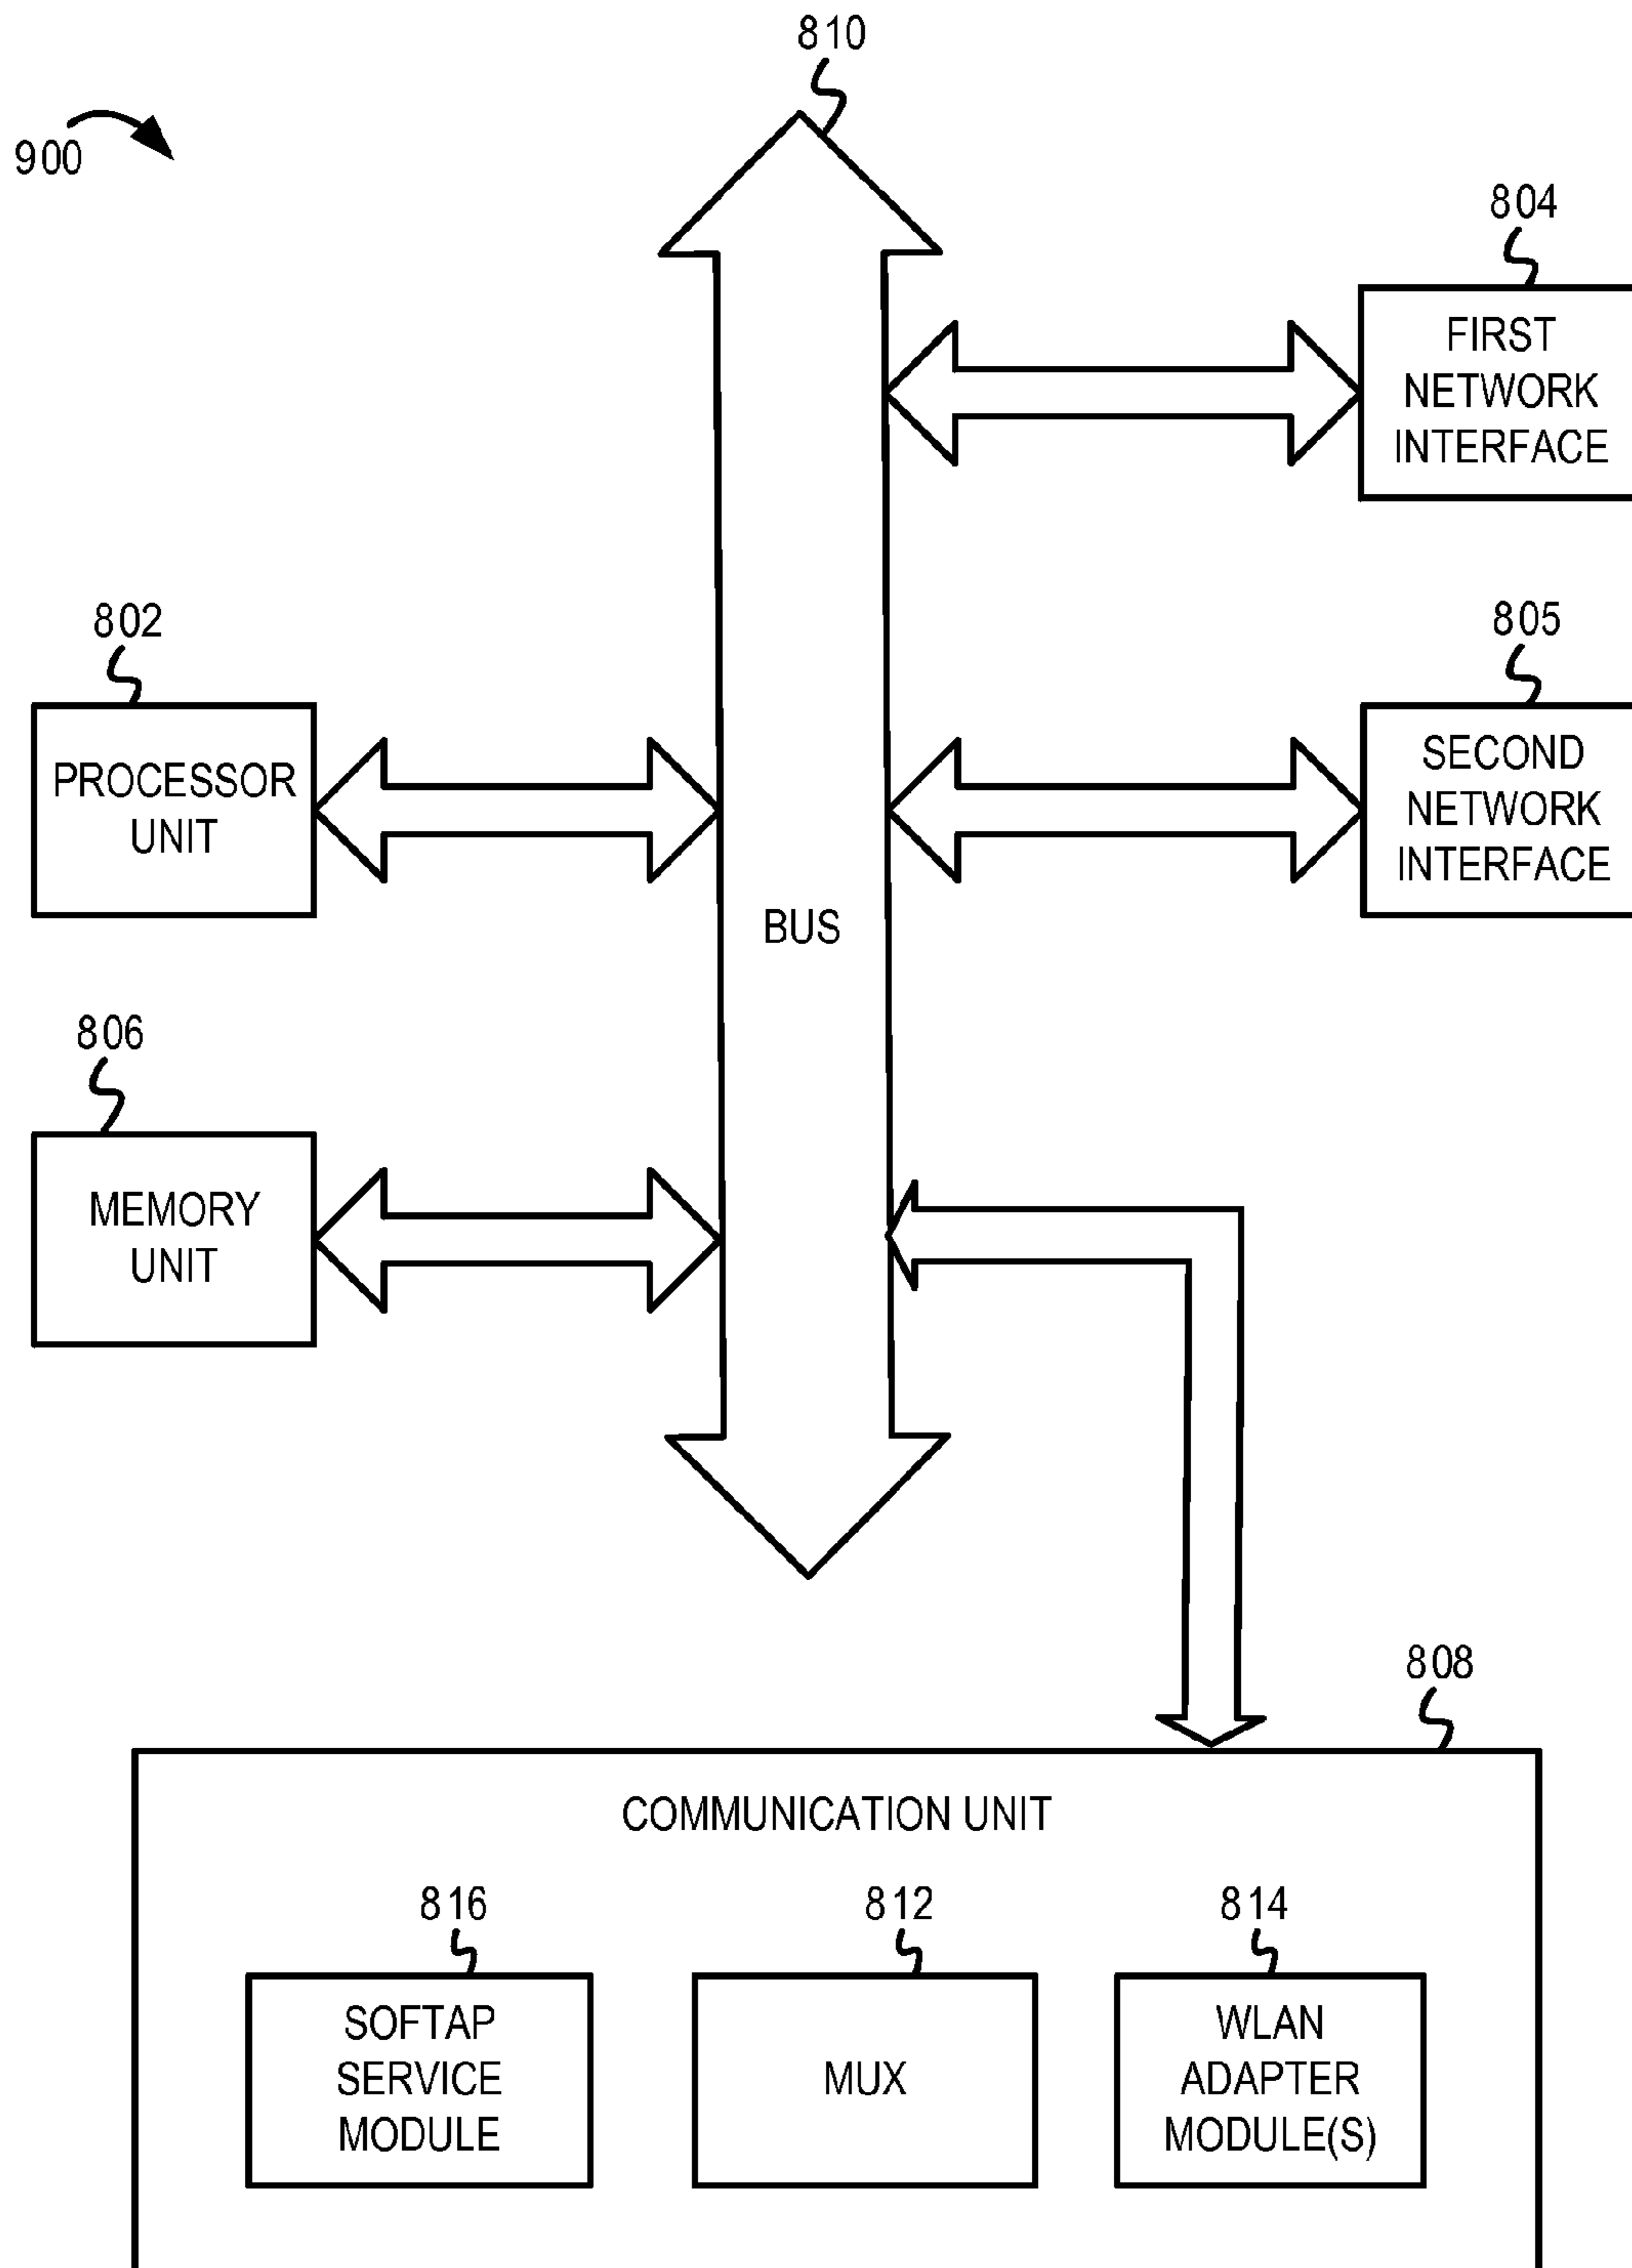 810
900
804
FIRST
NETWORK
INTERFACE
802
805
PROCESSOR
UNIT
SECOND
NETWORK
INTERFACE
BUS
806
MEMORY
UNIT
808
COMMUNICATION UNIT
816
812
814
SOFTAP
SERVICE
MODULE
MUX
WLAN
ADAPTER
MODULE(S)